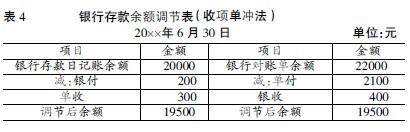 表 4 银行存款余额调节表(收项单冲法)
20××年 6 月 30 日 单位:元
项目 金额 项目 金额
银行存款日记账余额 20000 银行对账单余额 22000
减:银付 200 减:单付 2100
单收 300 银收 400
调节后余额 19500 调节后余额 19500